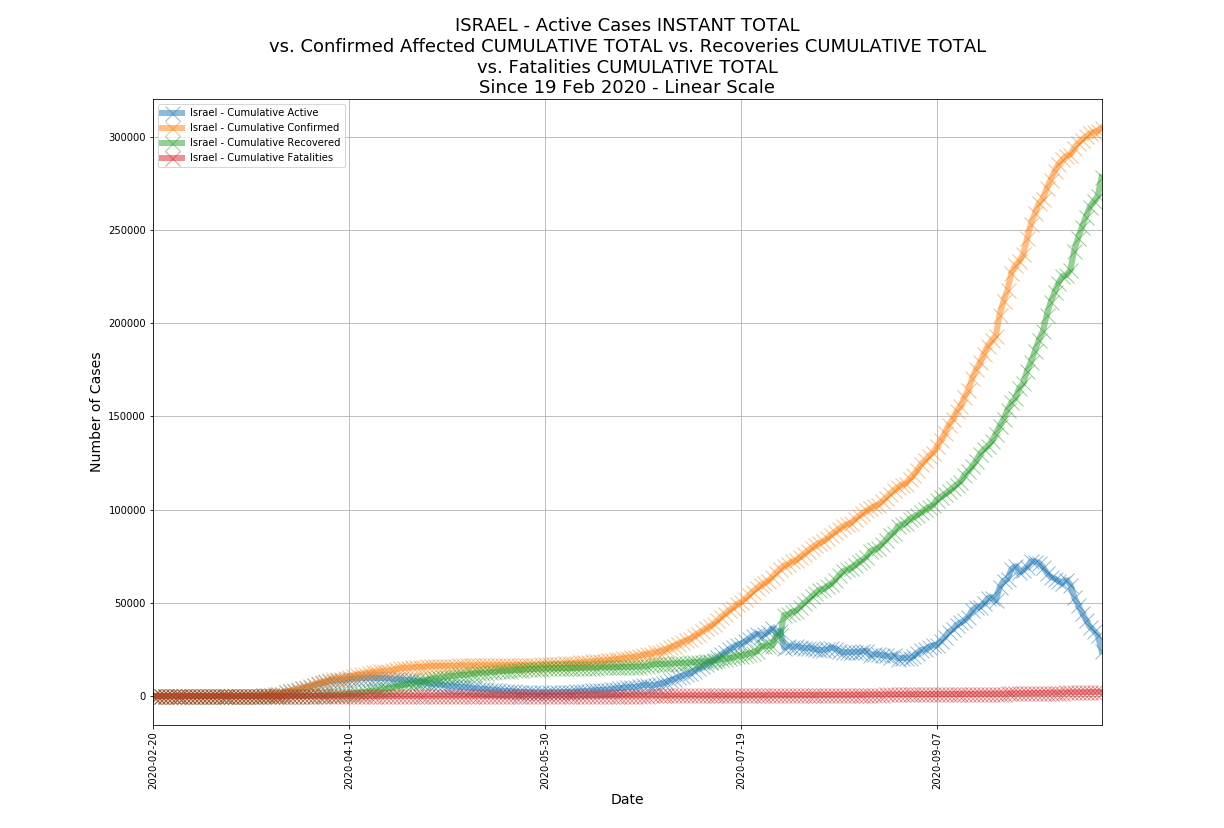 ISRAEL - Active Cases INSTANT TOTAL
vs. Confirmed Affected CUMULATIVE TOTAL vs. Recoveries CUMULATIVE TOTAL
vs. Fatalities CUMULATIVE TOTAL
Since 19 Feb 2020 - Linear Scale
Israel - Cumulative Active
Israel - Cumulative Confirmed
Israel - Cumulative Recovered
Israel - Cumulative Fatalities
Number of Cases
300000
250000
200000
150000
100000
50000
0
2020-02-20
2020-04-10
2020-05-30
2020-07-19
2020-09-07
Date